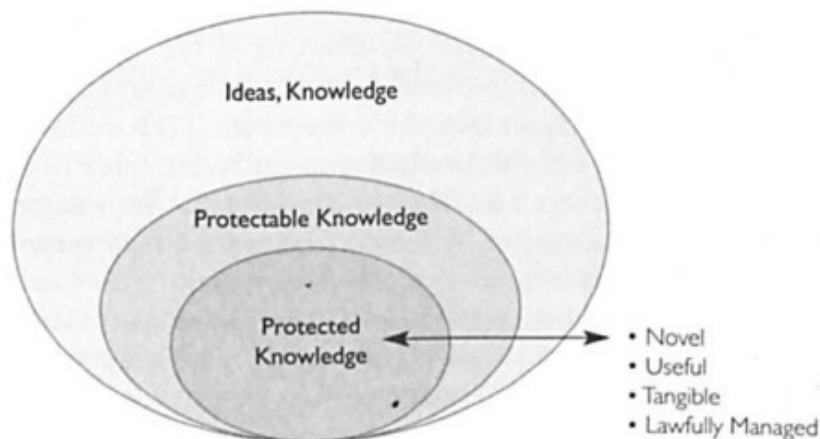 Ideas, Knowledge
Protectable Knowledge
Protected
Knowledge
• Novel
• Useful
• Tangible
• Lawfully Managed